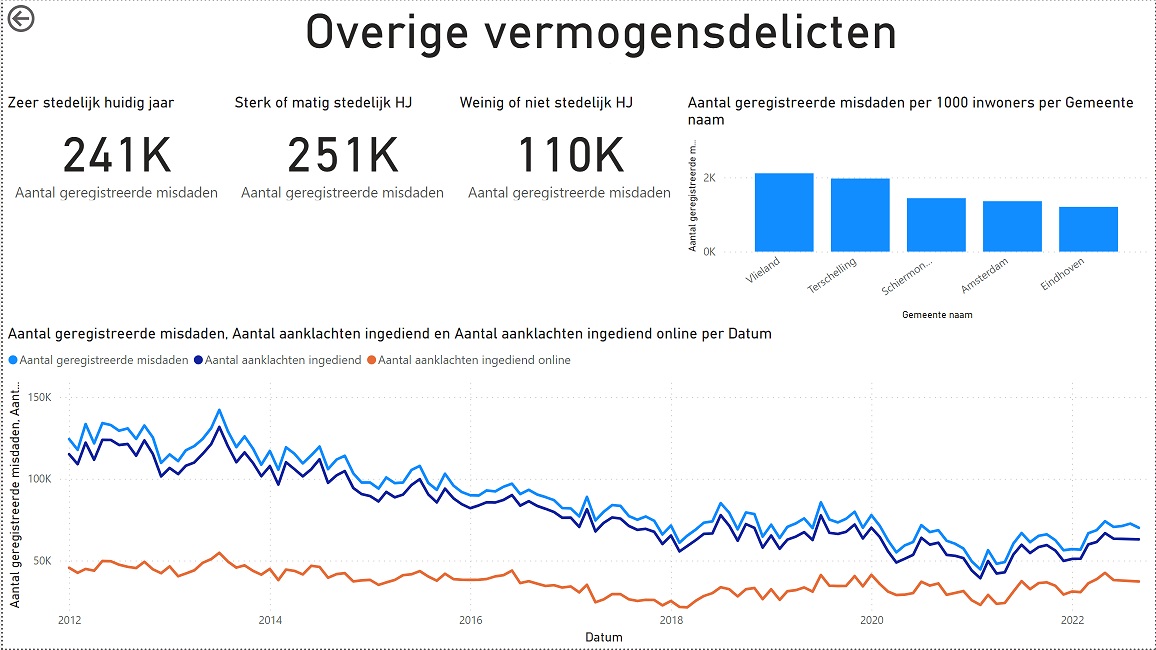 Overige vermogensdelicten
Zeer stedelijk huidig jaar
241K
Aantal geregistreerde misdaden
Sterk of matig stedelijk HJ
251K
Aantal geregistreerde misdaden
Weinig of niet stedelijk HJ
110K
Aantal geregistreerde misdaden
Aantal geregistreerde misdaden per 1000 inwoners per Gemeente
naam
Aantal geregistreerde m...
2K
0K
Vlieland
Terschelling
Schiermon...
Amsterdam
Eindhoven
Gemeente naam
Aantal geregistreerde misdaden, Aantal aanklachten ingediend en Aantal aanklachten ingediend online per Datum
Aantal geregistreerde misdaden Aantal aanklachten ingediend Aantal aanklachten ingediend online
Aantal geregistreerde misdaden, Aant...
150K
100K
50K
2012 2014 2016 2018 2020 2022
Datum